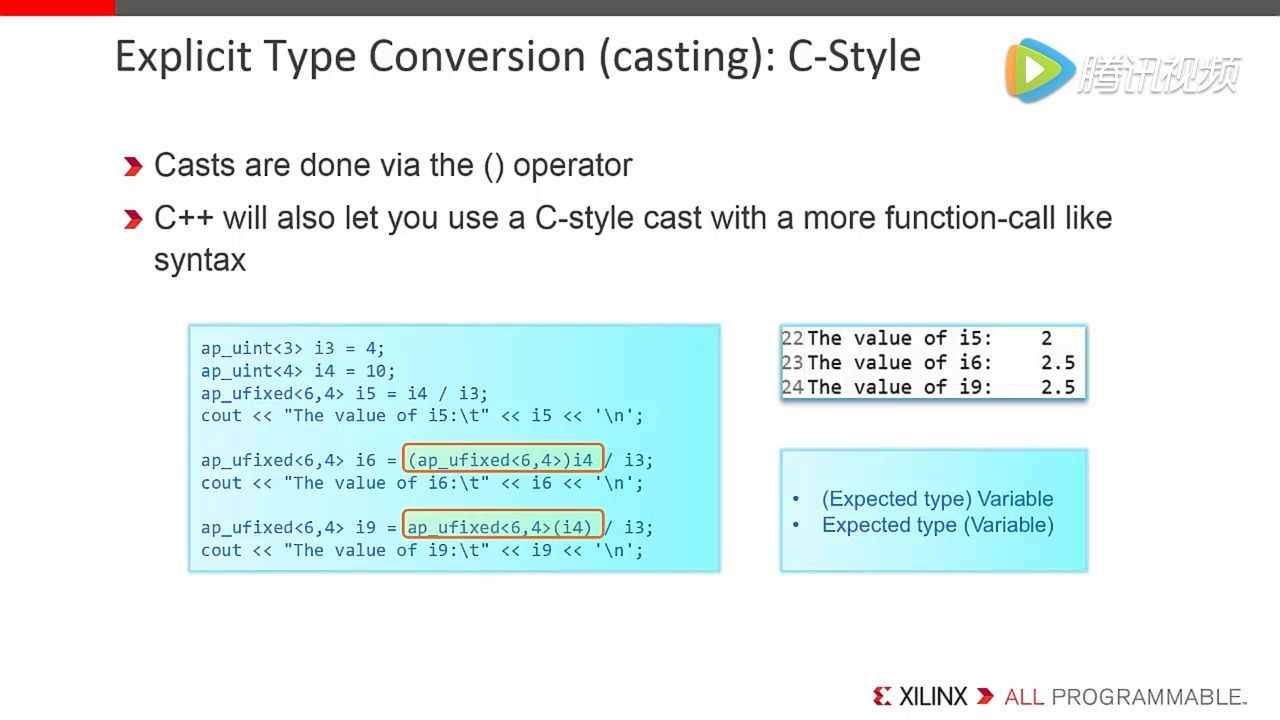 Explicit Type Conversion (casting): C-Style
腾讯视频
Casts are done via the () operator
C++ will also let you use a C-style cast with a more function-call like
syntax
ap_uint<3> i3 = 4;
ap_uint<4> i4 = 10;
ap_ufixed<6,4> i5 = i4 / i3;
cout << "The value of i5:\t" << i5 << '\n';
ap_ufixed<6,4> i6 = (ap_ufixed<6,4>)i4 / i3;
cout << "The value of i6:\t" << i6 << '\n';
ap_ufixed<6,4> i9 = ap_ufixed<6,4>(i4) / i3;
cout << "The value of i9:\t" << i9 << '\n';
22 The value of i5: 2
23 The value of i6: 2.5
24 The value of i9: 2.5
• (Expected type) Variable
• Expected type (Variable)
XILINX ALL PROGRAMMABLE™